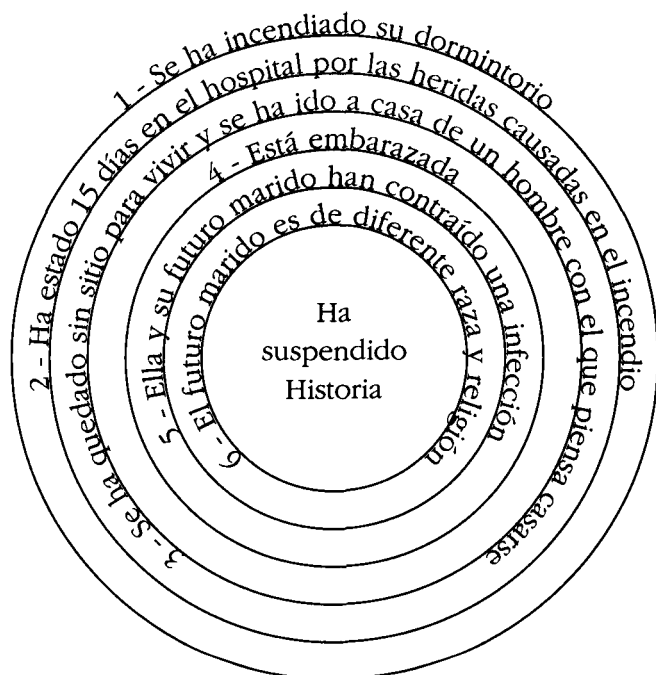 1 - Se ha incendiado su dormintorio
2 - Ha estado 15 días en el hospital por las heridas causadas en el incendio
3 - Se ha quedado sin sitio para vivir y se ha ido a casa de un hombre con el que piensa casarse
4 - Está embarazada
5 - Ella y su futuro marido han contraído una infección
6 - El futuro marido es de diferente raza y religión
Ha
suspendido
Historia